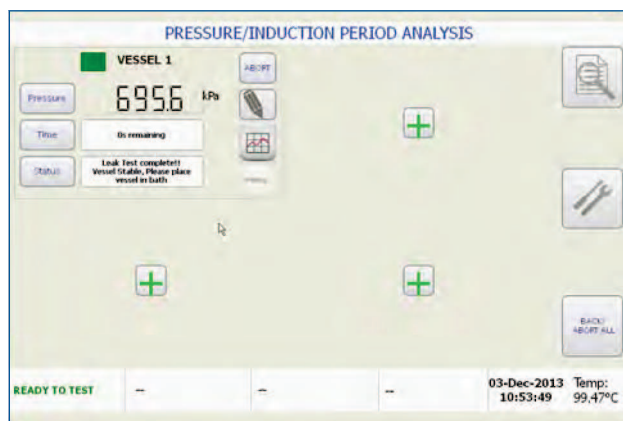 PRESSURE/INDUCTION PERIOD ANALYSIS
VESSEL 1
ABORT
Pressure
695.6 kPa
Time
0s remaining
Status
Leak Test complete!!
Vessel Stable, Please place
vessel in bath
BACK/
ABORT ALL
READY TO TEST
--
--
--
03-Dec-2013
10:53:49
Temp:
99,47°C